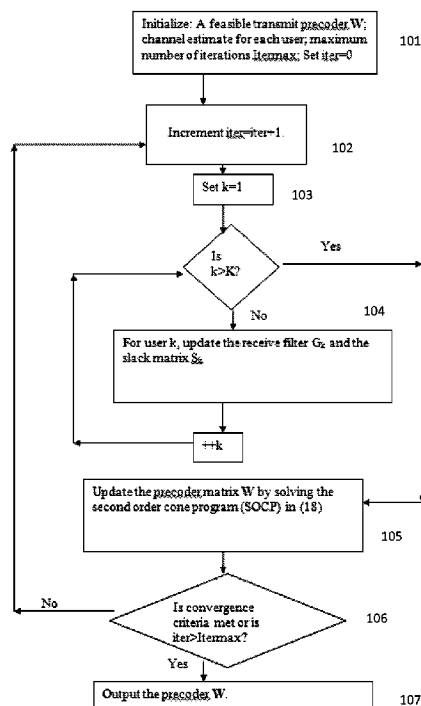 Initialize: A feasible transmit precoder W;
channel estimate for each user; maximum
number of iterations Itermax; Set iter=0
101
Increment iter=iter+1.
102
Set k=1
103
Is
k>K?
Yes
No
104
For user k, update the receive filter Gk and the
slack matrix Sk
++k
Update the precoder matrix W by solving the
second order cone program (SOCP) in (18)
105
No
Is convergence
criteria met or is
iter>Itermax?
106
Yes
Output the precoder W.
107